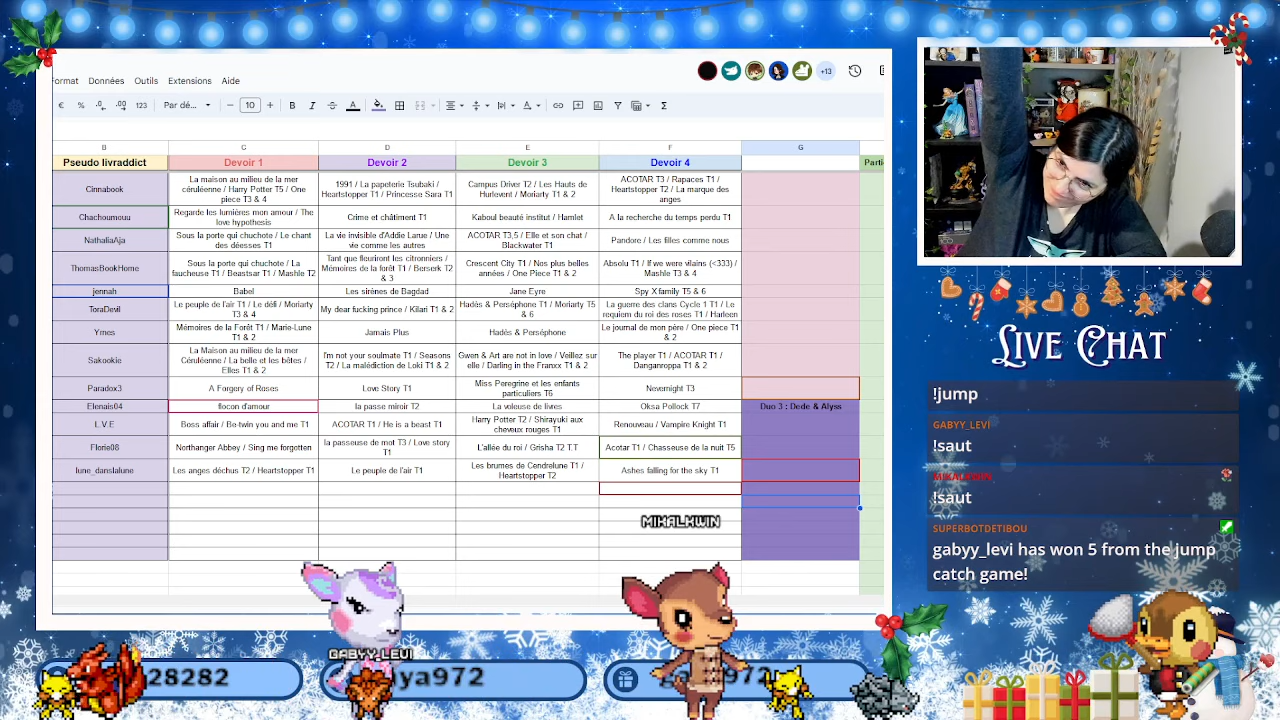 ormat Données Outils Extensions Aide
+13
€ % .0 .00 123 Par dé... − 10 + B I A Σ
B C D E F G
Pseudo livraddict Devoir 1 Devoir 2 Devoir 3 Devoir 4 Parti
Cinnabook
La maison au milieu de la mer
céruléenne / Harry Potter T5 / One
piece T3 & 4
1991 / La papeterie Tsubaki /
Heartstopper T1 / Princesse Sara T1
Campus Driver T2 / Les Hauts de
Hurlevent / Moriarty T1 & 2
ACOTAR T3 / Rapaces T1 /
Heartstopper T2 / La marque des
anges
Chachoumouu
Regarde les lumières mon amour / The
love hypothesis
Crime et châtiment T1
Kaboul beauté institut / Hamlet
A la recherche du temps perdu T1
NathaliaAja
Sous la porte qui chuchote / Le chant
des déesses T1
La vie invisible d'Addie Larue / Une
vie comme les autres
ACOTAR T3,5 / Elle et son chat /
Blackwater T1
Pandore / Les filles comme nous
ThomasBookHome
Sous la porte qui chuchote / La
faucheuse T1 / Beastsar T1 / Mashle T2
Tant que fleuriront les citronniers /
Mémoires de la forêt T1 / Berserk T2
& 3
Crescent City T1 / Nos plus belles
années / One Piece T1 & 2
Absolu T1 / If we were vilains (<333) /
Mashle T3 & 4
jennah
Babel
Les sirènes de Bagdad
Jane Eyre
Spy X family T5 & 6
ToraDevil
Le peuple de l'air T1 / Le déli / Moriarty
T3 & 4
My dear fucking prince / Kilari T1 & 2
Hadès & Perséphone T1 / Moriarty T5
& 6
La guerre des clans Cycle 1 T1 / Le
requiem du roi des roses T1 / Harleen
Ymes
Mémoires de la Forêt T1 / Marie-Lune
T1 & 2
Jamais Plus
Hadès & Perséphone
Le journal de mon père / One piece T1
& 2
Sakookie
La Maison au milieu de la mer
Céruléenne / La belle et les bêtes /
Elles T1 & 2
I'm not your soulmate T1 / Seasons
T2 / La malédiction de Loki T1 & 2
Gwen & Art are not in love / Veillez sur
elle / Darling in the Franxx T1 & 2
The player T1 / ACOTAR T1 /
Danganroppa T1 & 2
Paradox3
A Forgery of Roses
Love Story T1
Miss Peregrine et les enfants
particuliers T6
Nevernight T3
Elenais04
flocon d'amour
la passe miroir T2
La voleuse de livres
Oksa Pollock T7
Duo 3 : Dede & Alyss
L.V.E
Boss affair / Be-twin you and me T1
ACOTAR T1 / He is a beast T1
Harry Potter T2 / Shirayuki aux
cheveux rouges T1
Renouveau / Vampire Knight T1
Florie08
Northanger Abbey / Sing me forgotten
la passeuse de mot T3 / Love story
T1
L'allée du roi / Grisha T2 T.T
Acotar T1 / Chasseuse de la nuit T5
lune_danslalune
Les anges déchus T2 / Heartstopper T1
Le peuple de l'air T1
Les brumes de Cendrelune T1 /
Heartstopper T2
Ashes falling for the sky T1
MIKALKWIN
GABYY_LEVI
28282
ya972
972
LIVE CHAT
!jump
GABYY_LEVI
!saut
MIKALKWIN
!saut
SUPERBOTDETIBOU
gabyy_levi has won 5 from the jump
catch game!